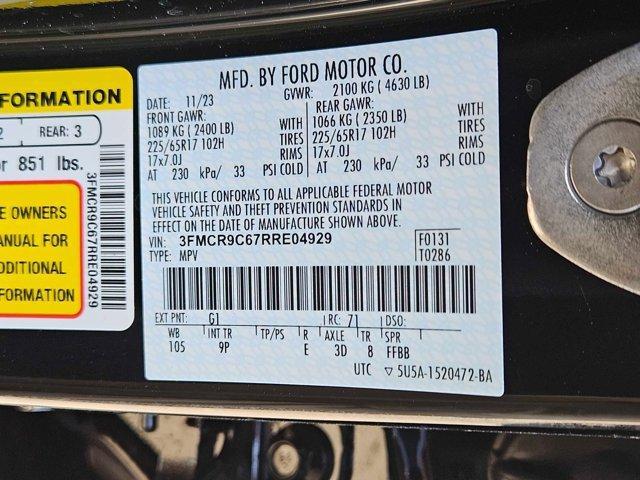 FORMATION
2 REAR: 3
or 851 lbs.
E OWNERS
ANUAL FOR
ADDITIONAL
FORMATION
3FMCR9C67RRE04929
MFD. BY FORD MOTOR CO.
DATE: 11/23 GVWR: 2100 KG ( 4630 LB)
FRONT GAWR: REAR GAWR:
1089 KG ( 2400 LB) WITH 1066 KG ( 2350 LB) WITH
225/65R17 102H TIRES 225/65R17 102H TIRES
17x7.0J RIMS 17x7.0J RIMS
AT 230 kPa/ 33 PSI COLD AT 230 kPa/ 33 PSI COLD
THIS VEHICLE CONFORMS TO ALL APPLICABLE FEDERAL MOTOR
VEHICLE SAFETY AND THEFT PREVENTION STANDARDS IN
EFFECT ON THE DATE OF MANUFACTURE SHOWN ABOVE.
VIN: 3FMCR9C67RRE04929 F0131
TYPE: MPV T0286
EXT PNT: G1 RC: 71 DSO:
WB INT TR TP/PS R AXLE TR SPR
105 9P E 3D 8 FFBB
UTC ▽ 5U5A-1520472-BA